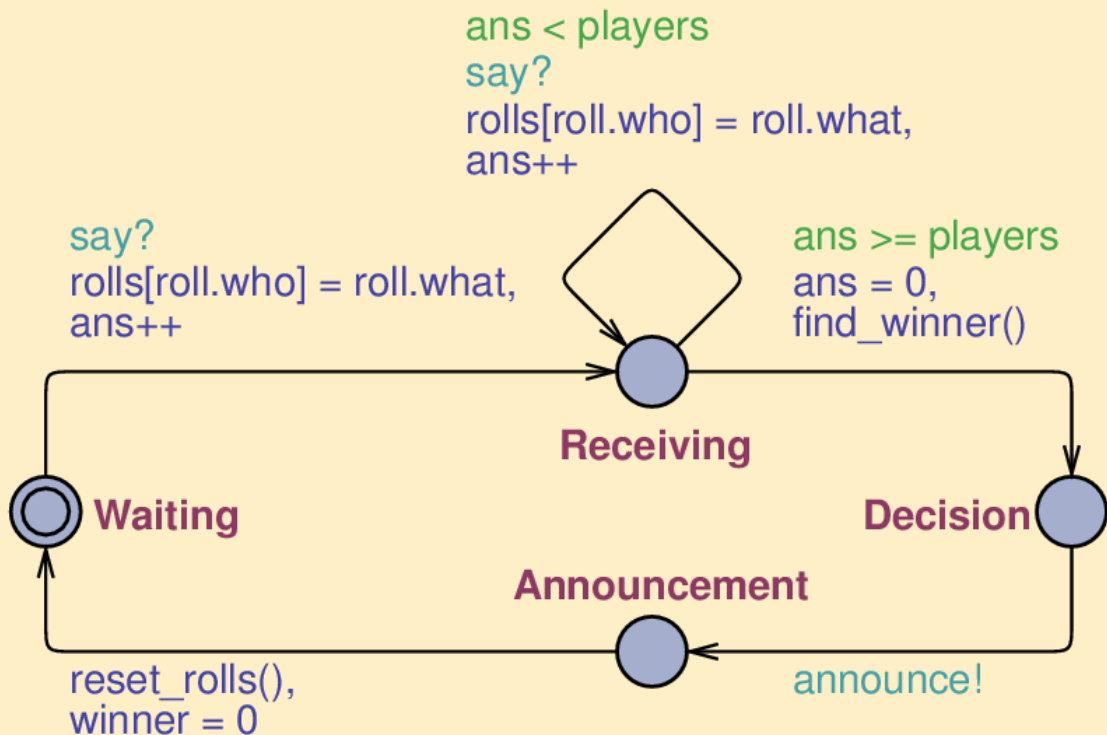 ans < players
say?
rolls[roll.who] = roll.what,
ans++
say?
rolls[roll.who] = roll.what,
ans++
ans >= players
ans = 0,
find_winner()
Receiving
Waiting
Decision
Announcement
reset_rolls(),
winner = 0
announce!